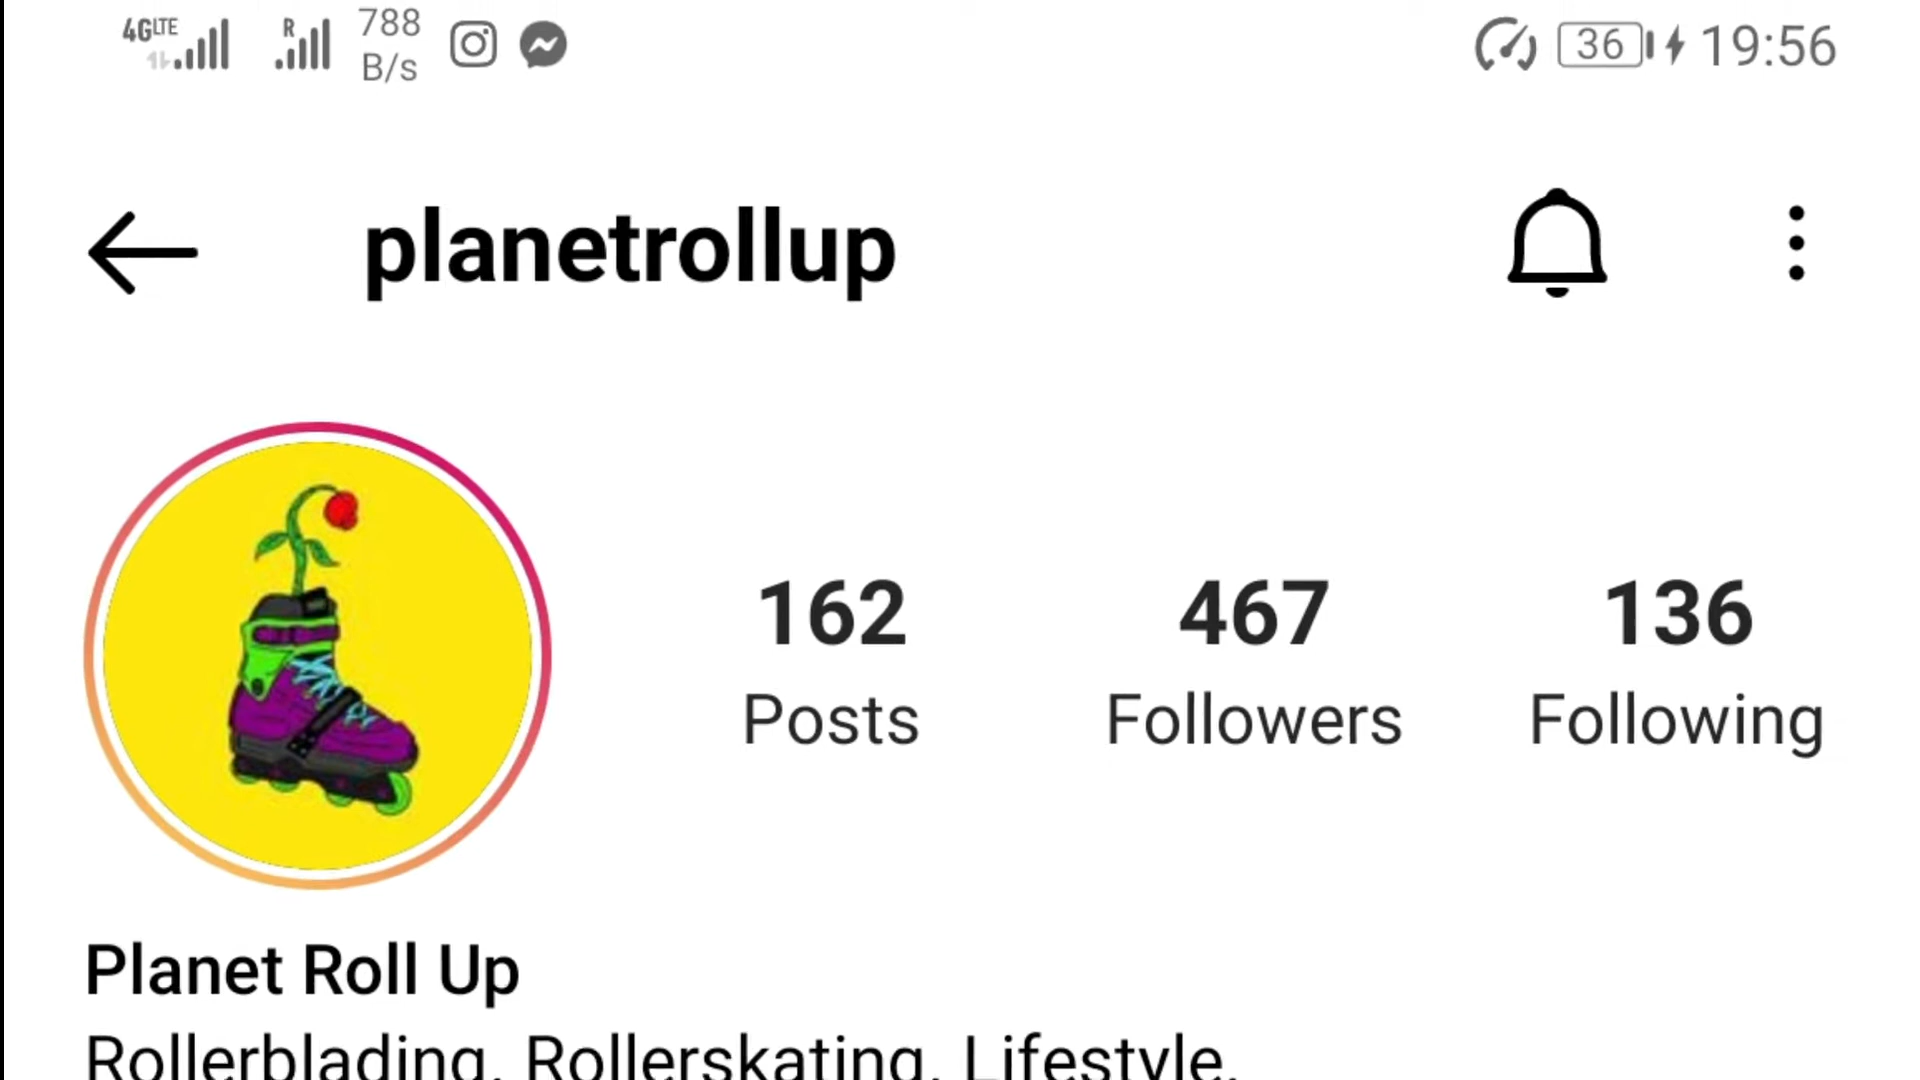 4G LTE R 788 B/s 36 19:56
planetrollup
162 467 136
Posts Followers Following
Planet Roll Up
Rollerblading. Rollerskating. Lifestyle.